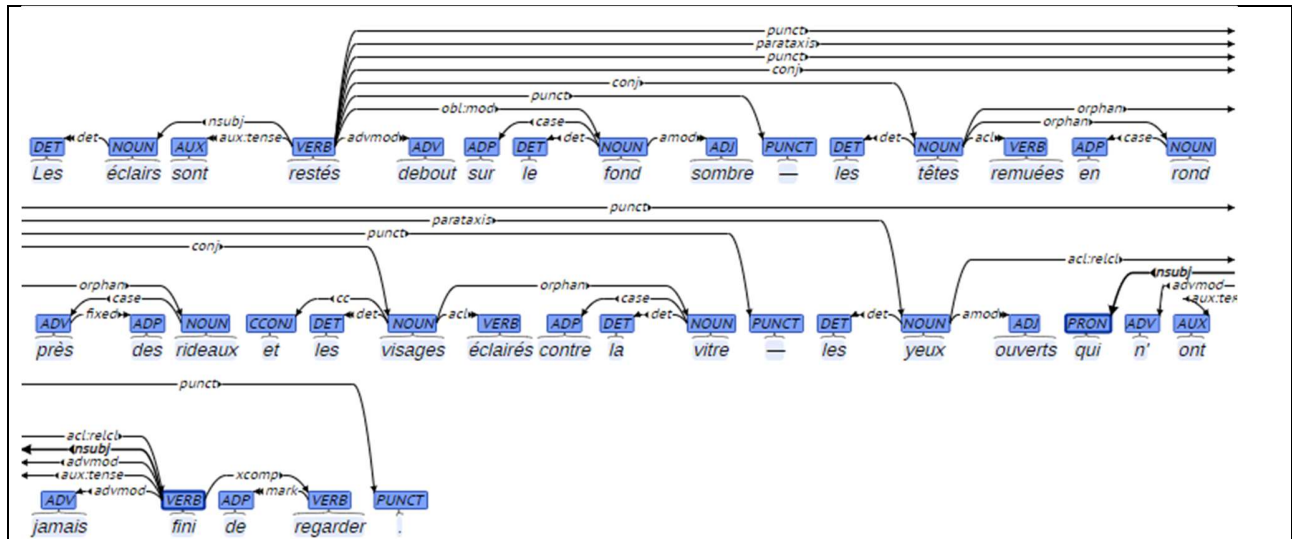 punct
parataxis
punct
conj
conj
punct
obl:mod orphan
nsubj case orphan
det aux:tense advmod det amod det acl case
DET NOUN AUX VERB ADV ADP DET NOUN ADJ PUNCT DET NOUN VERB ADP NOUN
Les éclairs sont restés debout sur le fond sombre — les têtes remuées en rond
punct
parataxis
punct
conj
acl:relcl
nsubj
orphan orphan advmod
case cc case aux:te
fixed det acl det det amod
ADV ADP NOUN CCONJ DET NOUN VERB ADP DET NOUN PUNCT DET NOUN ADJ PRON ADV AUX
près des rideaux et les visages éclairés contre la vitre — les yeux ouverts qui n' ont
punct
acl:relcl
nsubj
advmod
aux:tense xcomp
advmod mark
ADV VERB ADP VERB PUNCT
jamais fini de regarder .